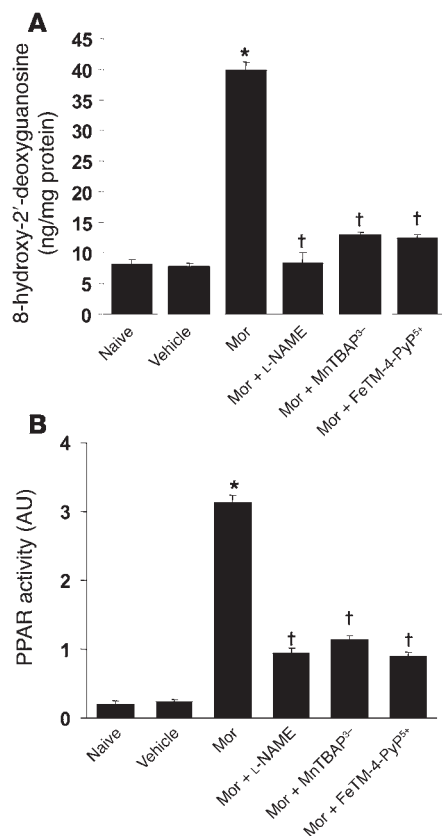 A
8-hydroxy-2′-deoxyguanosine
(ng/mg protein)
45
40
35
30
25
20
15
10
5
0
*
†
†
†
Naive
Vehicle
Mor
Mor + L-NAME
Mor + MnTBAP³⁻
Mor + FeTM-4-PyP⁵⁺
B
PPAR activity (AU)
4
3
2
1
0
*
†
†
†
Naive
Vehicle
Mor
Mor + L-NAME
Mor + MnTBAP³⁻
Mor + FeTM-4-PyP⁵⁺